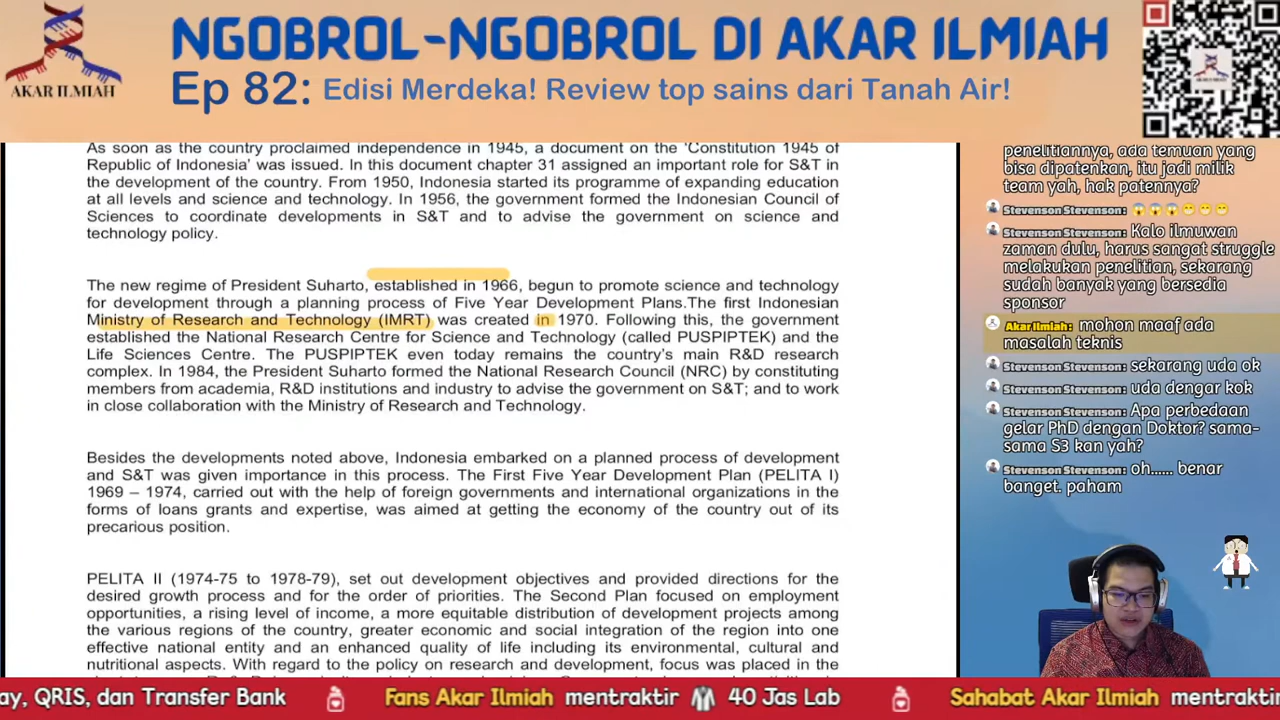 AKAR ILMIAH
NGOBROL-NGOBROL DI AKAR ILMIAH
Ep 82: Edisi Merdeka! Review top sains dari Tanah Air!
As soon as the country proclaimed independence in 1945, a document on the 'Constitution 1945 of
Republic of Indonesia' was issued. In this document chapter 31 assigned an important role for S&T in
the development of the country. From 1950, Indonesia started its programme of expanding education
at all levels and science and technology. In 1956, the government formed the Indonesian Council of
Sciences to coordinate developments in S&T and to advise the government on science and
technology policy.
The new regime of President Suharto, established in 1966, begun to promote science and technology
for development through a planning process of Five Year Development Plans.The first Indonesian
Ministry of Research and Technology (IMRT) was created in 1970. Following this, the government
established the National Research Centre for Science and Technology (called PUSPIPTEK) and the
Life Sciences Centre. The PUSPIPTEK even today remains the country's main R&D research
complex. In 1984, the President Suharto formed the National Research Council (NRC) by constituting
members from academia, R&D institutions and industry to advise the government on S&T; and to work
in close collaboration with the Ministry of Research and Technology.
Besides the developments noted above, Indonesia embarked on a planned process of development
and S&T was given importance in this process. The First Five Year Development Plan (PELITA I)
1969 – 1974, carried out with the help of foreign governments and international organizations in the
forms of loans grants and expertise, was aimed at getting the economy of the country out of its
precarious position.
PELITA II (1974-75 to 1978-79), set out development objectives and provided directions for the
desired growth process and for the order of priorities. The Second Plan focused on employment
opportunities, a rising level of income, a more equitable distribution of development projects among
the various regions of the country, greater economic and social integration of the region into one
effective national entity and an enhanced quality of life including its environmental, cultural and
nutritional aspects. With regard to the policy on research and development, focus was placed in the
penelitiannya, ada temuan yang
bisa dipatenkan, itu jadi milik
team yah, hak patennya?
Stevenson Stevenson: 😱😱😱😁😁😁
Stevenson Stevenson: Kalo ilmuwan
zaman dulu, harus sangat struggle
melakukan penelitian, sekarang
sudah banyak yang bersedia
sponsor
Akar Ilmiah: mohon maaf ada
masalah teknis
Stevenson Stevenson: sekarang uda ok
Stevenson Stevenson: uda dengar kok
Stevenson Stevenson: Apa perbedaan
gelar PhD dengan Doktor? sama-
sama S3 kan yah?
Stevenson Stevenson: oh...... benar
banget. paham
ay, QRIS, dan Transfer Bank Fans Akar Ilmiah mentraktir 40 Jas Lab Sahabat Akar Ilmiah mentraktir